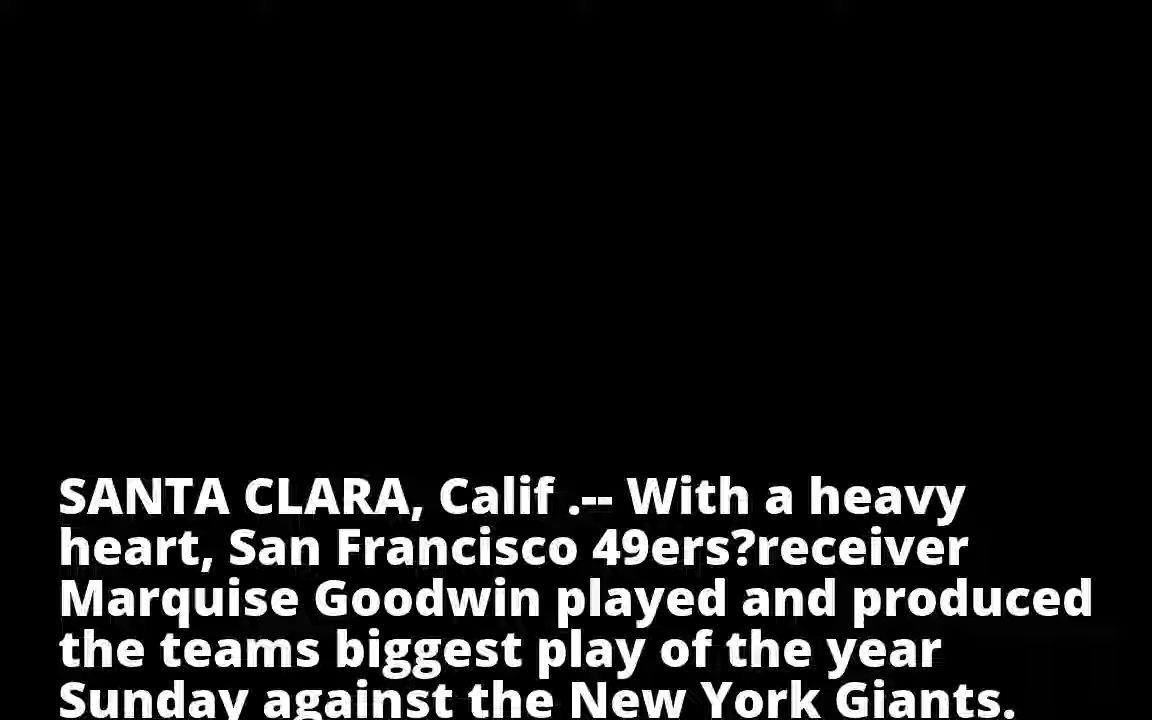 SANTA CLARA, Calif .-- With a heavy
heart, San Francisco 49ers?receiver
Marquise Goodwin played and produced
the teams biggest play of the year
Sunday against the New York Giants.